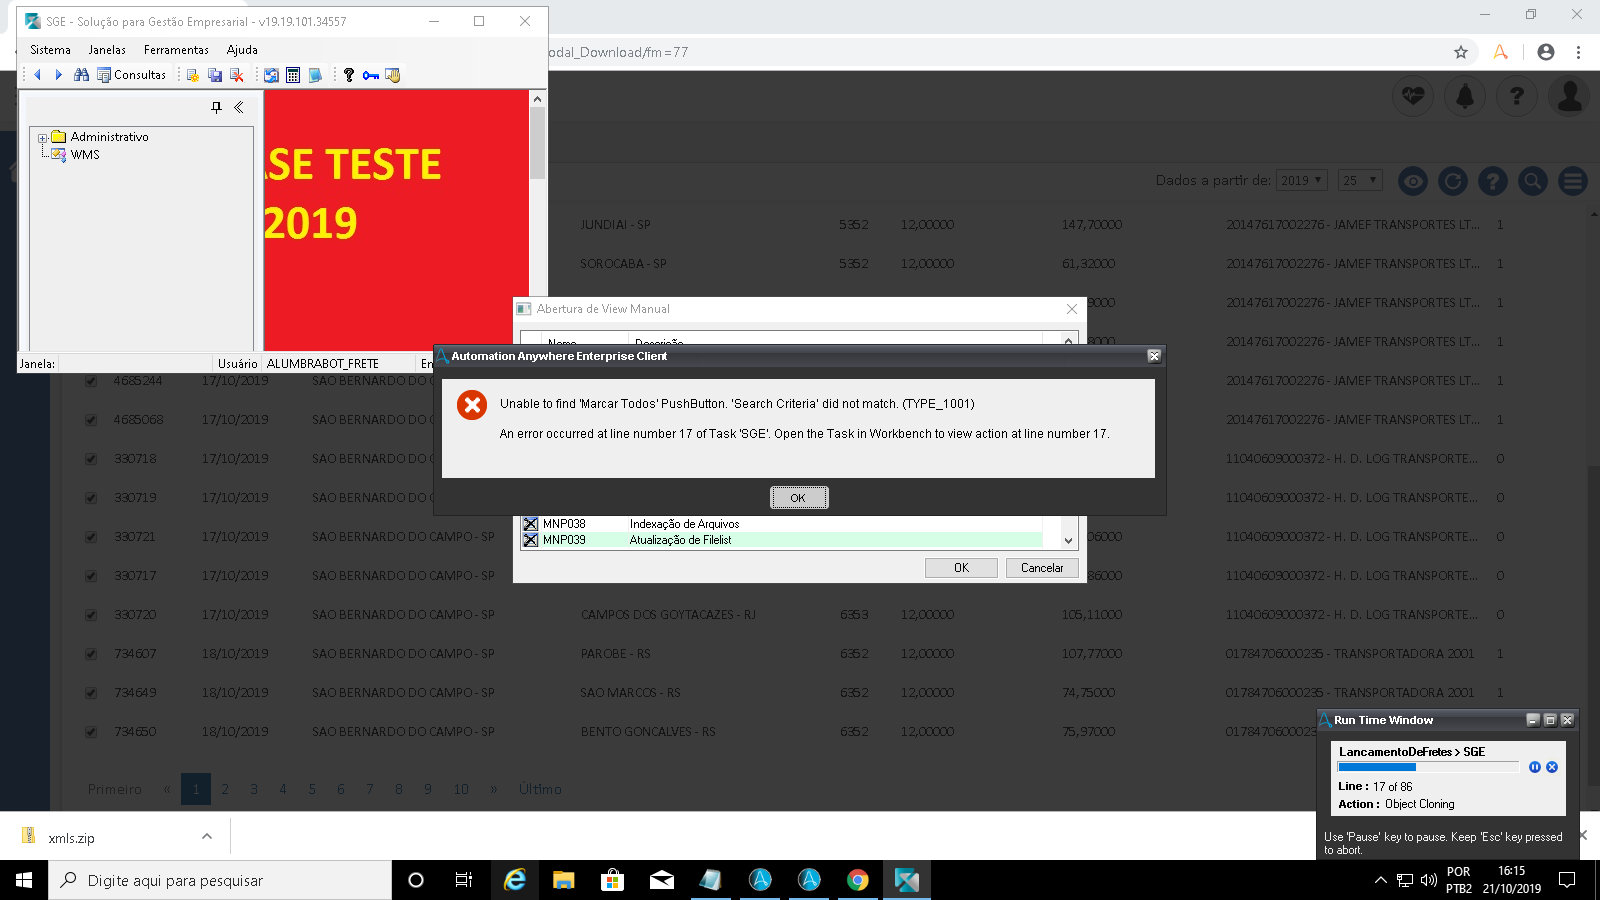 SGE - Solução para Gestão Empresarial - v19.19.101.34557
Sistema Janelas Ferramentas Ajuda
odal_Download/fm=77
Consultas
Administrativo
WMS
ASE TESTE
2019
Dados a partir de: 2019 25
JUNDIAI - SP 5352 12,00000 147,70000 20147617002276 - JAMEF TRANSPORTES LT... 1
SOROCABA - SP 5352 12,00000 61,32000 20147617002276 - JAMEF TRANSPORTES LT... 1
9000 20147617002276 - JAMEF TRANSPORTES LT... 1
8000 20147617002276 - JAMEF TRANSPORTES LT... 1
Abertura de View Manual
Nome Descrição
Janela: Usuário ALUMBRABOT_FRETE En
4685244 17/10/2019 SAO BERNARDO DO C 20147617002276 - JAMEF TRANSPORTES LT... 1
4685068 17/10/2019 SAO BERNARDO DO C 20147617002276 - JAMEF TRANSPORTES LT... 1
330718 17/10/2019 SAO BERNARDO DO C 11040609000372 - H. D. LOG TRANSPORTE... 0
330719 17/10/2019 SAO BERNARDO DO C 11040609000372 - H. D. LOG TRANSPORTE... 0
Automation Anywhere Enterprise Client
Unable to find 'Marcar Todos' PushButton. 'Search Criteria' did not match. (TYPE_1001)
An error occurred at line number 17 of Task 'SGE'. Open the Task in Workbench to view action at line number 17.
OK
MNP038 Indexação de Arquivos
MNP039 Atualização de Filelist
OK Cancelar
330721 17/10/2019 SAO BERNARDO DO CAMPO - SP 06000 11040609000372 - H. D. LOG TRANSPORTE... 0
330717 17/10/2019 SAO BERNARDO DO CAMPO - SP 86000 11040609000372 - H. D. LOG TRANSPORTE... 0
330720 17/10/2019 SAO BERNARDO DO CAMPO - SP CAMPOS DOS GOYTACAZES - RJ 6353 12,00000 105,11000 11040609000372 - H. D. LOG TRANSPORTE... 0
734607 18/10/2019 SAO BERNARDO DO CAMPO - SP PAROBE - RS 6352 12,00000 107,77000 01784706000235 - TRANSPORTADORA 2001 1
734649 18/10/2019 SAO BERNARDO DO CAMPO - SP SAO MARCOS - RS 6352 12,00000 74,75000 01784706000235 - TRANSPORTADORA 2001 1
734650 18/10/2019 SAO BERNARDO DO CAMPO - SP BENTO GONCALVES - RS 6352 12,00000 75,97000 0178470600023
Primeiro « 1 2 3 4 5 6 7 8 9 10 » Último
Run Time Window
LancamentoDeFretes > SGE
Line : 17 of 86
Action : Object Cloning
Use 'Pause' key to pause. Keep 'Esc' key pressed
to abort.
xmls.zip
Digite aqui para pesquisar
POR
PTB2
16:15
21/10/2019